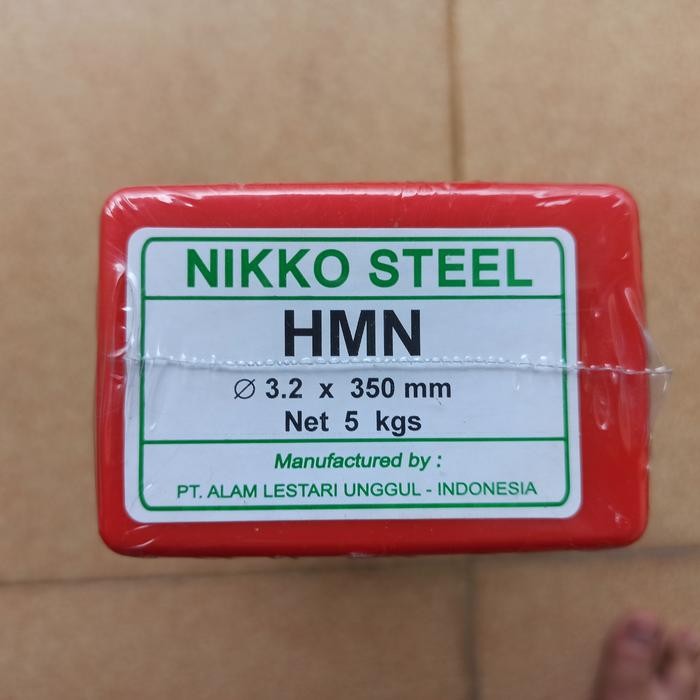 NIKKO STEEL
HMN
∅ 3.2 x 350 mm
Net 5 kgs
Manufactured by :
PT. ALAM LESTARI UNGGUL - INDONESIA